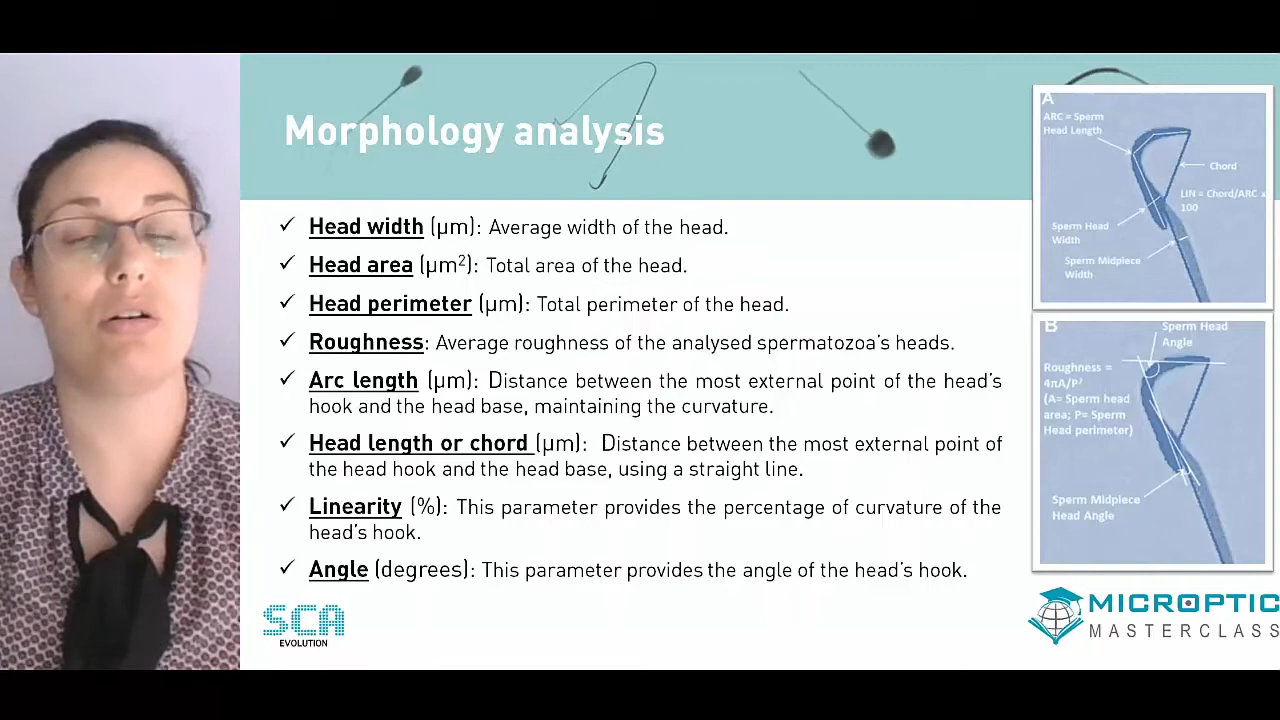 Morphology analysis
✓ Head width (µm): Average width of the head.
✓ Head area (µm²): Total area of the head.
✓ Head perimeter (µm): Total perimeter of the head.
✓ Roughness: Average roughness of the analysed spermatozoa's heads.
✓ Arc length (µm): Distance between the most external point of the head's
hook and the head base, maintaining the curvature.
✓ Head length or chord (µm): Distance between the most external point of
the head hook and the head base, using a straight line.
✓ Linearity (%): This parameter provides the percentage of curvature of the
head's hook.
✓ Angle (degrees): This parameter provides the angle of the head's hook.
A
ARC = Sperm
Head Length
Chord
LIN = Chord/ARC x
100
Sperm Head
Width
Sperm Midpiece
Width
B
Sperm Head
Angle
Roughness =
4πA/P²
(A= Sperm head
area; P= Sperm
Head perimeter)
Sperm Midpiece
Head Angle
SCA
EVOLUTION
MICROPTIC
MASTERCLASS